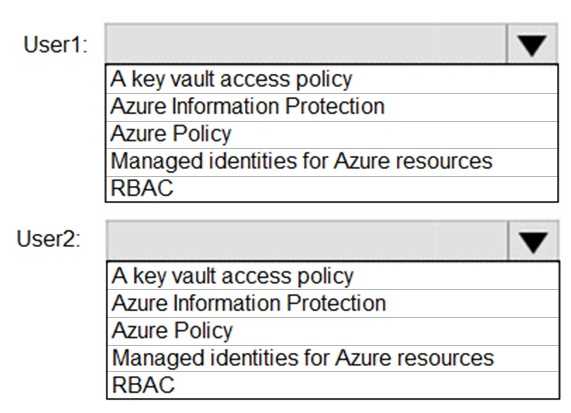 User1:
A key vault access policy
Azure Information Protection
Azure Policy
Managed identities for Azure resources
RBAC
User2:
A key vault access policy
Azure Information Protection
Azure Policy
Managed identities for Azure resources
RBAC